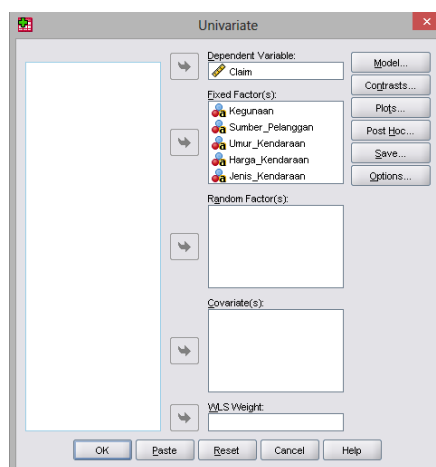 Univariate
Dependent Variable:
Claim
Fixed Factor(s):
Kegunaan
Sumber_Pelanggan
Umur_Kendaraan
Harga_Kendaraan
Jenis_Kendaraan
Random Factor(s):
Covariate(s):
WLS Weight:
Model...
Contrasts...
Plots...
Post Hoc...
Save...
Options...
OK
Paste
Reset
Cancel
Help